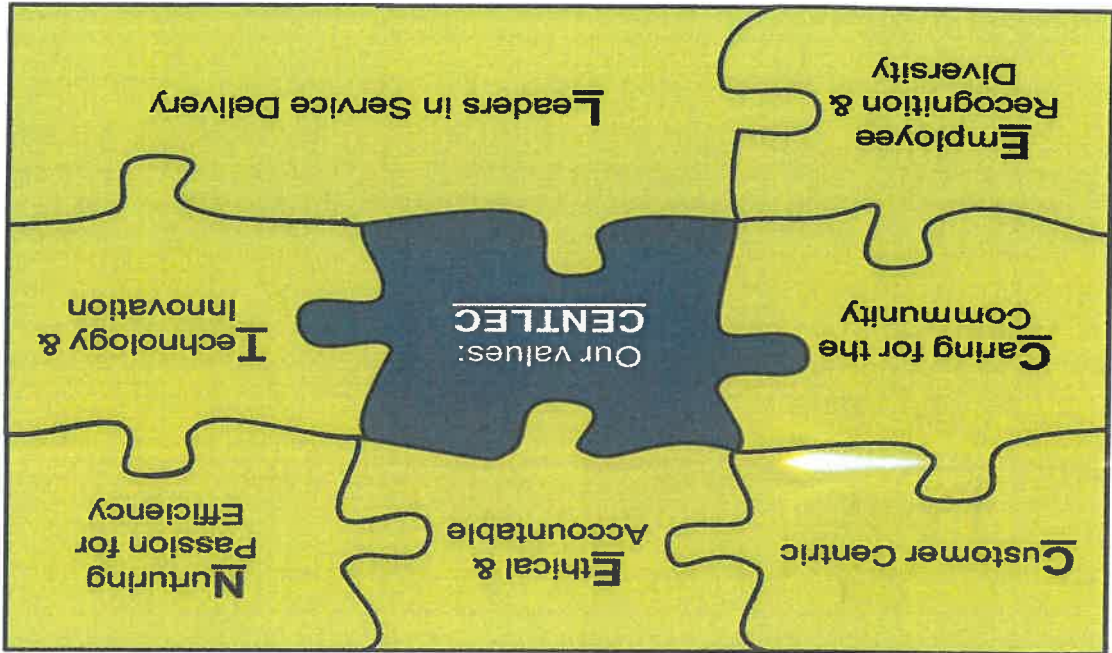 Customer Centric
Ethical &
Accountable
Nurturing
Passion for
Efficiency
Caring for the
Community
Our values:
CENTLEC
Technology &
Innovation
Employee
Recognition &
Diversity
Leaders in Service Delivery